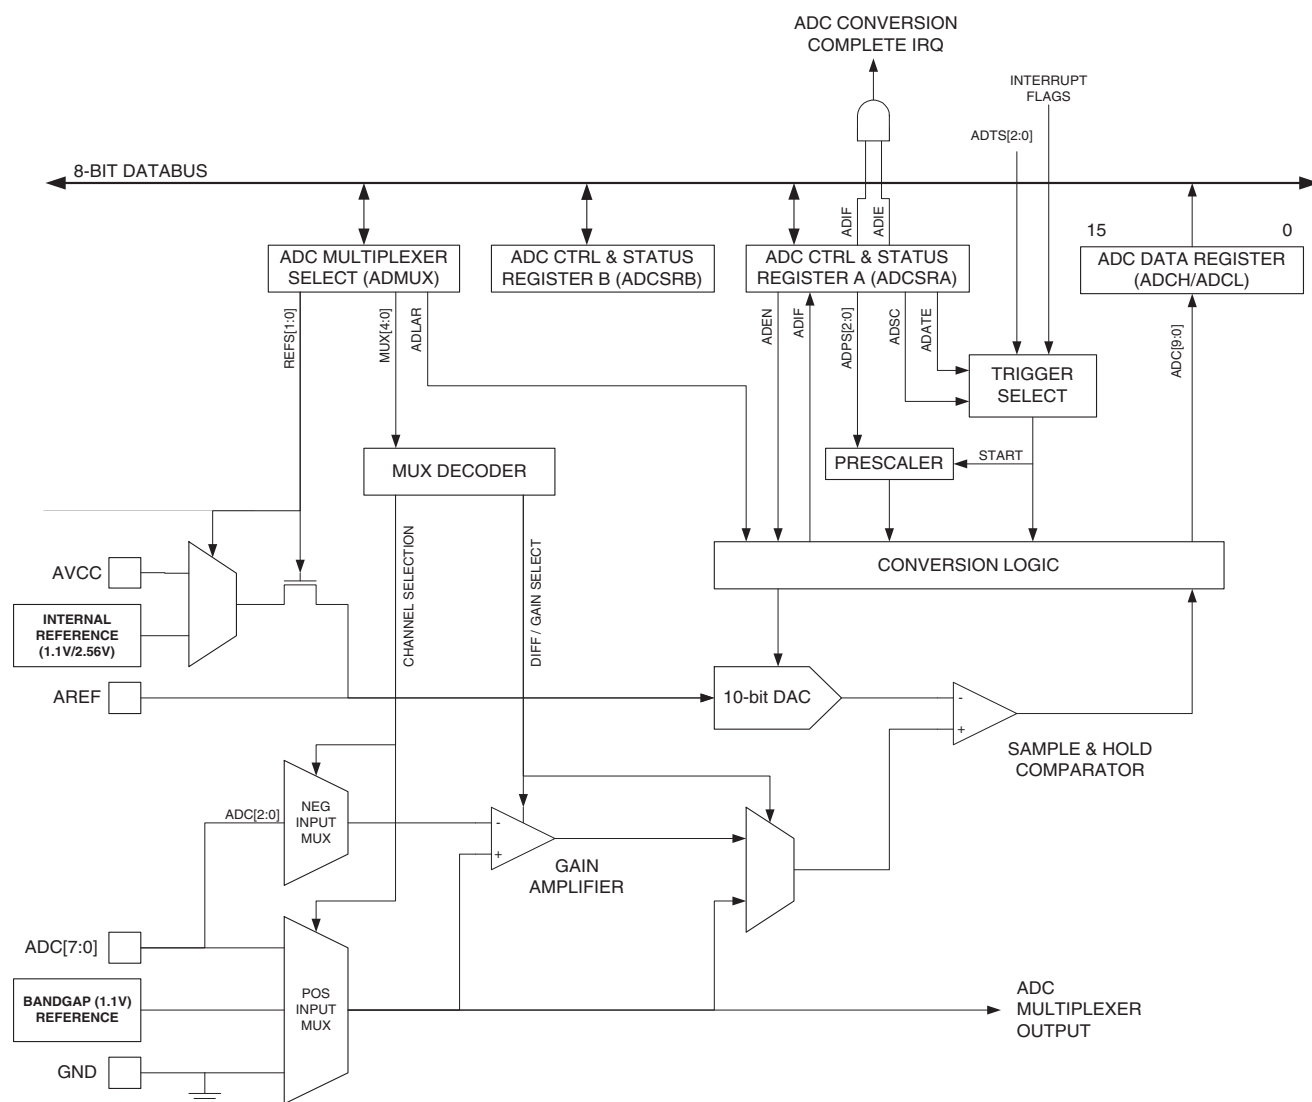 ADC CONVERSION
COMPLETE IRQ
INTERRUPT
FLAGS
ADTS[2:0]
8-BIT DATABUS
ADIF
ADIE
15
0
ADC MULTIPLEXER
SELECT (ADMUX)
ADC CTRL & STATUS
REGISTER B (ADCSRB)
ADC CTRL & STATUS
REGISTER A (ADCSRA)
ADC DATA REGISTER
(ADCH/ADCL)
REFS[1:0]
MUX[4:0]
ADLAR
ADEN
ADIF
ADPS[2:0]
ADSC
ADATE
ADC[9:0]
TRIGGER
SELECT
MUX DECODER
PRESCALER
START
CHANNEL SELECTION
DIFF / GAIN SELECT
CONVERSION LOGIC
AVCC
INTERNAL
REFERENCE
(1.1V/2.56V)
AREF
10-bit DAC
-
+
SAMPLE & HOLD
COMPARATOR
ADC[2:0]
NEG
INPUT
MUX
-
+
GAIN
AMPLIFIER
ADC[7:0]
BANDGAP (1.1V)
REFERENCE
POS
INPUT
MUX
ADC
MULTIPLEXER
OUTPUT
GND